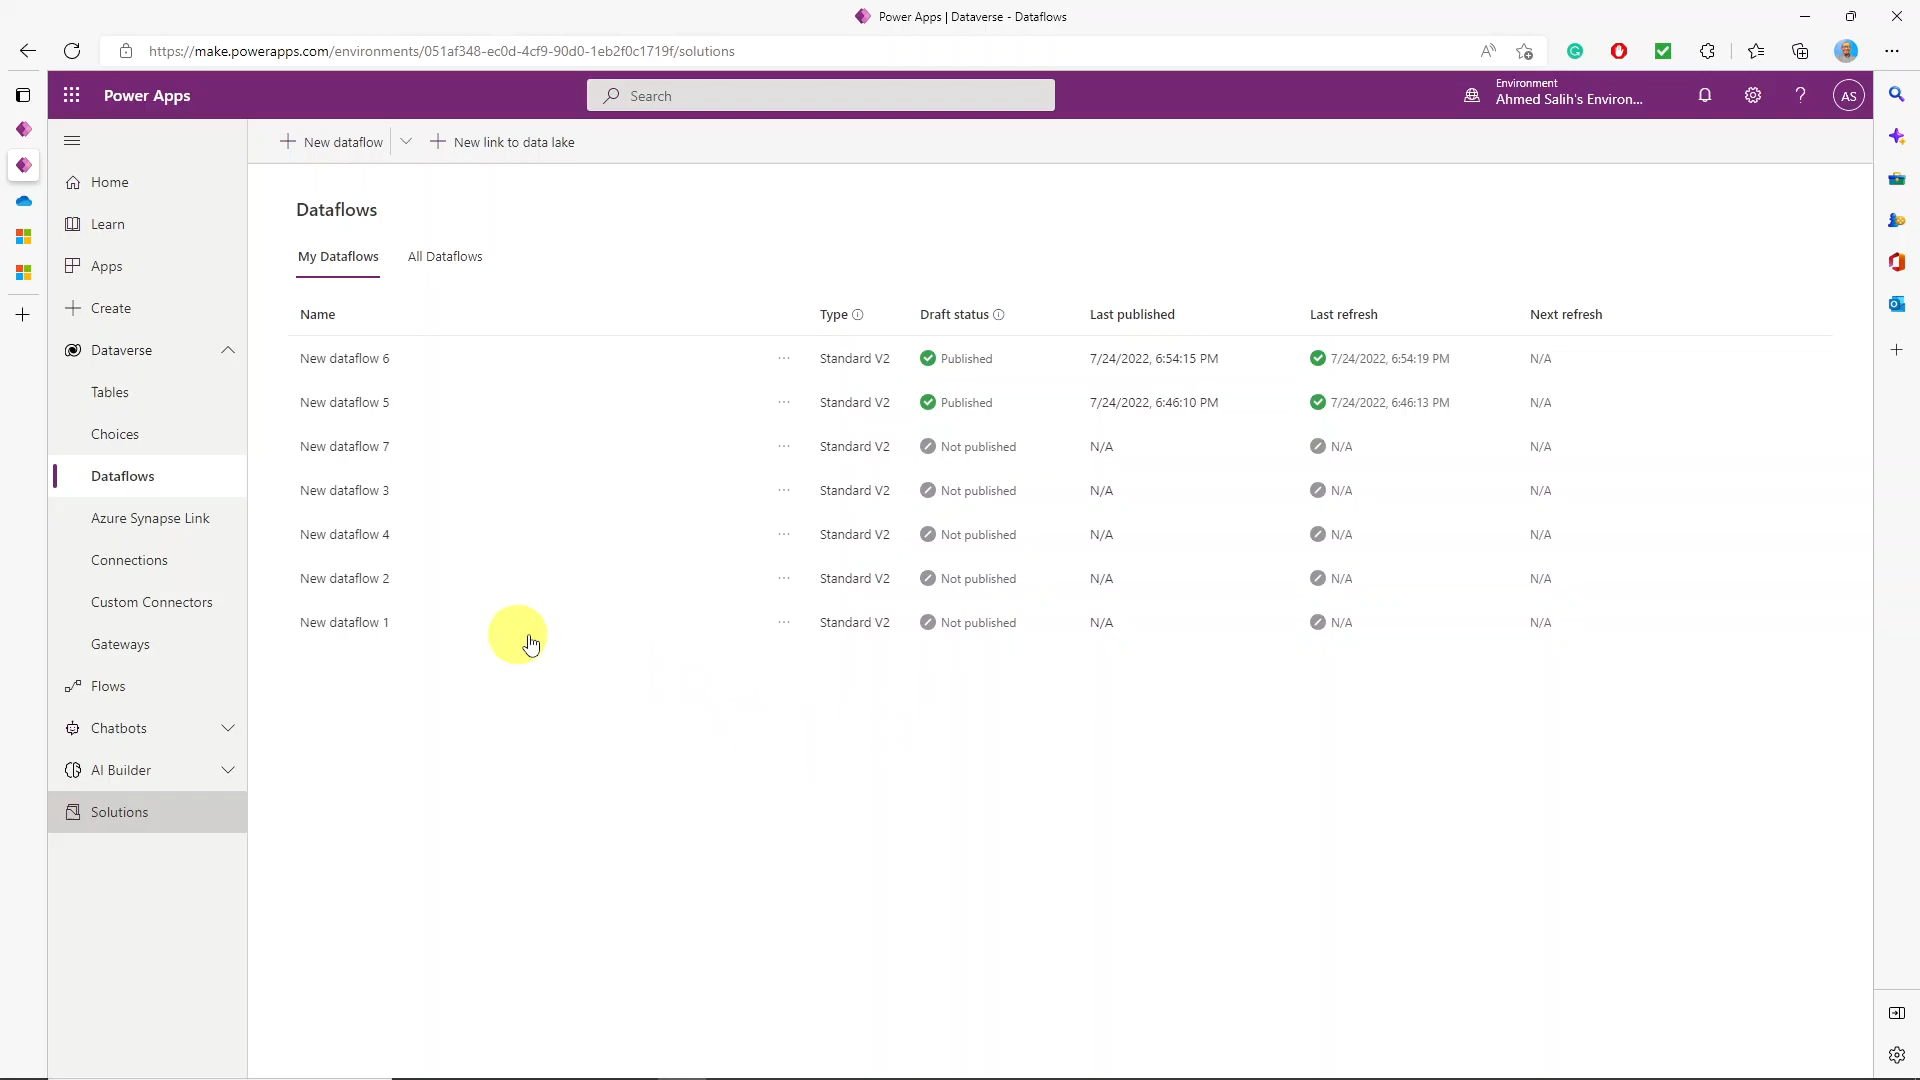 Power Apps | Dataverse - Dataflows
https://make.powerapps.com/environments/051af348-ec0d-4cf9-90d0-1eb2f0c1719f/solutions
Power Apps
Search
Environment
Ahmed Salih's Environ...
AS
New dataflow
New link to data lake
Home
Learn
Apps
Create
Dataverse
Tables
Choices
Dataflows
Azure Synapse Link
Connections
Custom Connectors
Gateways
Flows
Chatbots
AI Builder
Solutions
Dataflows
My Dataflows All Dataflows
Name Type Draft status Last published Last refresh Next refresh
New dataflow 6 ... Standard V2 Published 7/24/2022, 6:54:15 PM 7/24/2022, 6:54:19 PM N/A
New dataflow 5 ... Standard V2 Published 7/24/2022, 6:46:10 PM 7/24/2022, 6:46:13 PM N/A
New dataflow 7 ... Standard V2 Not published N/A N/A N/A
New dataflow 3 ... Standard V2 Not published N/A N/A N/A
New dataflow 4 ... Standard V2 Not published N/A N/A N/A
New dataflow 2 ... Standard V2 Not published N/A N/A N/A
New dataflow 1 ... Standard V2 Not published N/A N/A N/A